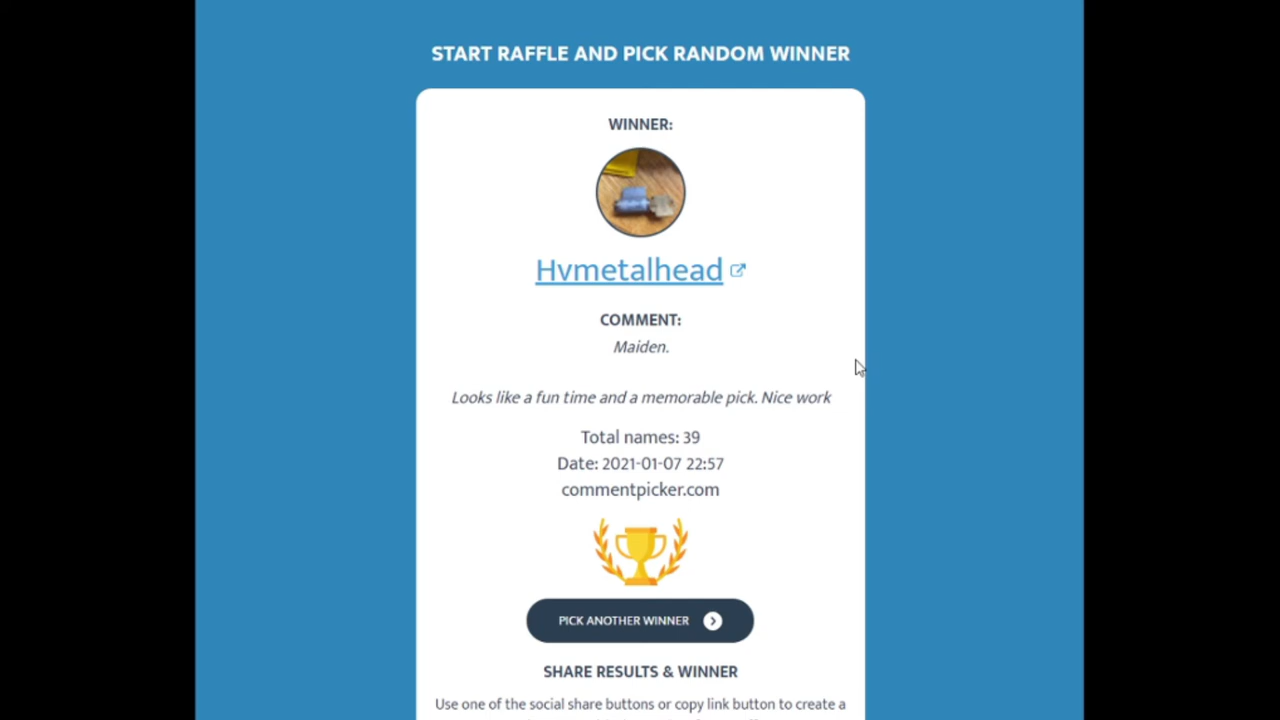 START RAFFLE AND PICK RANDOM WINNER
WINNER:
Hvmetalhead
COMMENT:
Maiden.
Looks like a fun time and a memorable pick. Nice work
Total names: 39
Date: 2021-01-07 22:57
commentpicker.com
PICK ANOTHER WINNER
SHARE RESULTS & WINNER
Use one of the social share buttons or copy link button to create a